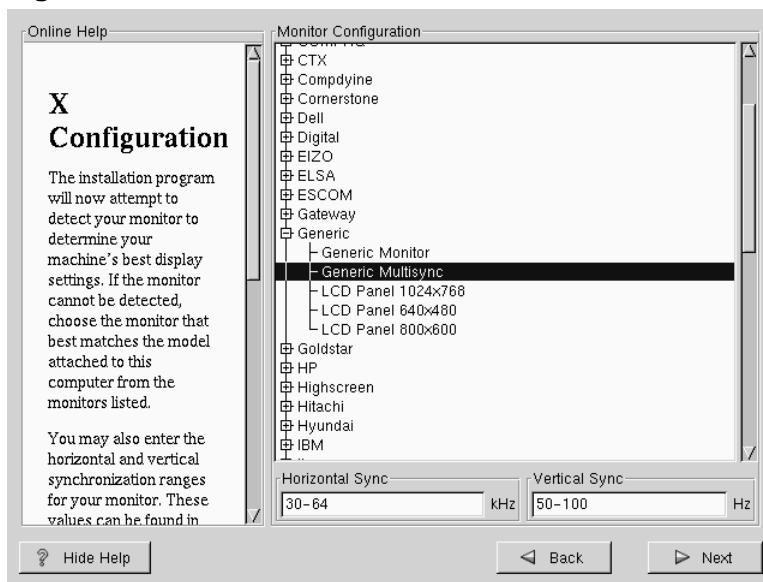 Online Help
X
Configuration
The installation program
will now attempt to
detect your monitor to
determine your
machine's best display
settings. If the monitor
cannot be detected,
choose the monitor that
best matches the model
attached to this
computer from the
monitors listed.
You may also enter the
horizontal and vertical
synchronization ranges
for your monitor. These
values can be found in
Monitor Configuration
CTX
Compdyine
Cornerstone
Dell
Digital
EIZO
ELSA
ESCOM
Gateway
Generic
Generic Monitor
Generic Multisync
LCD Panel 1024x768
LCD Panel 640x480
LCD Panel 800x600
Goldstar
HP
Highscreen
Hitachi
Hyundai
IBM
Horizontal Sync
30-64 kHz
Vertical Sync
50-100 Hz
? Hide Help
Back
Next